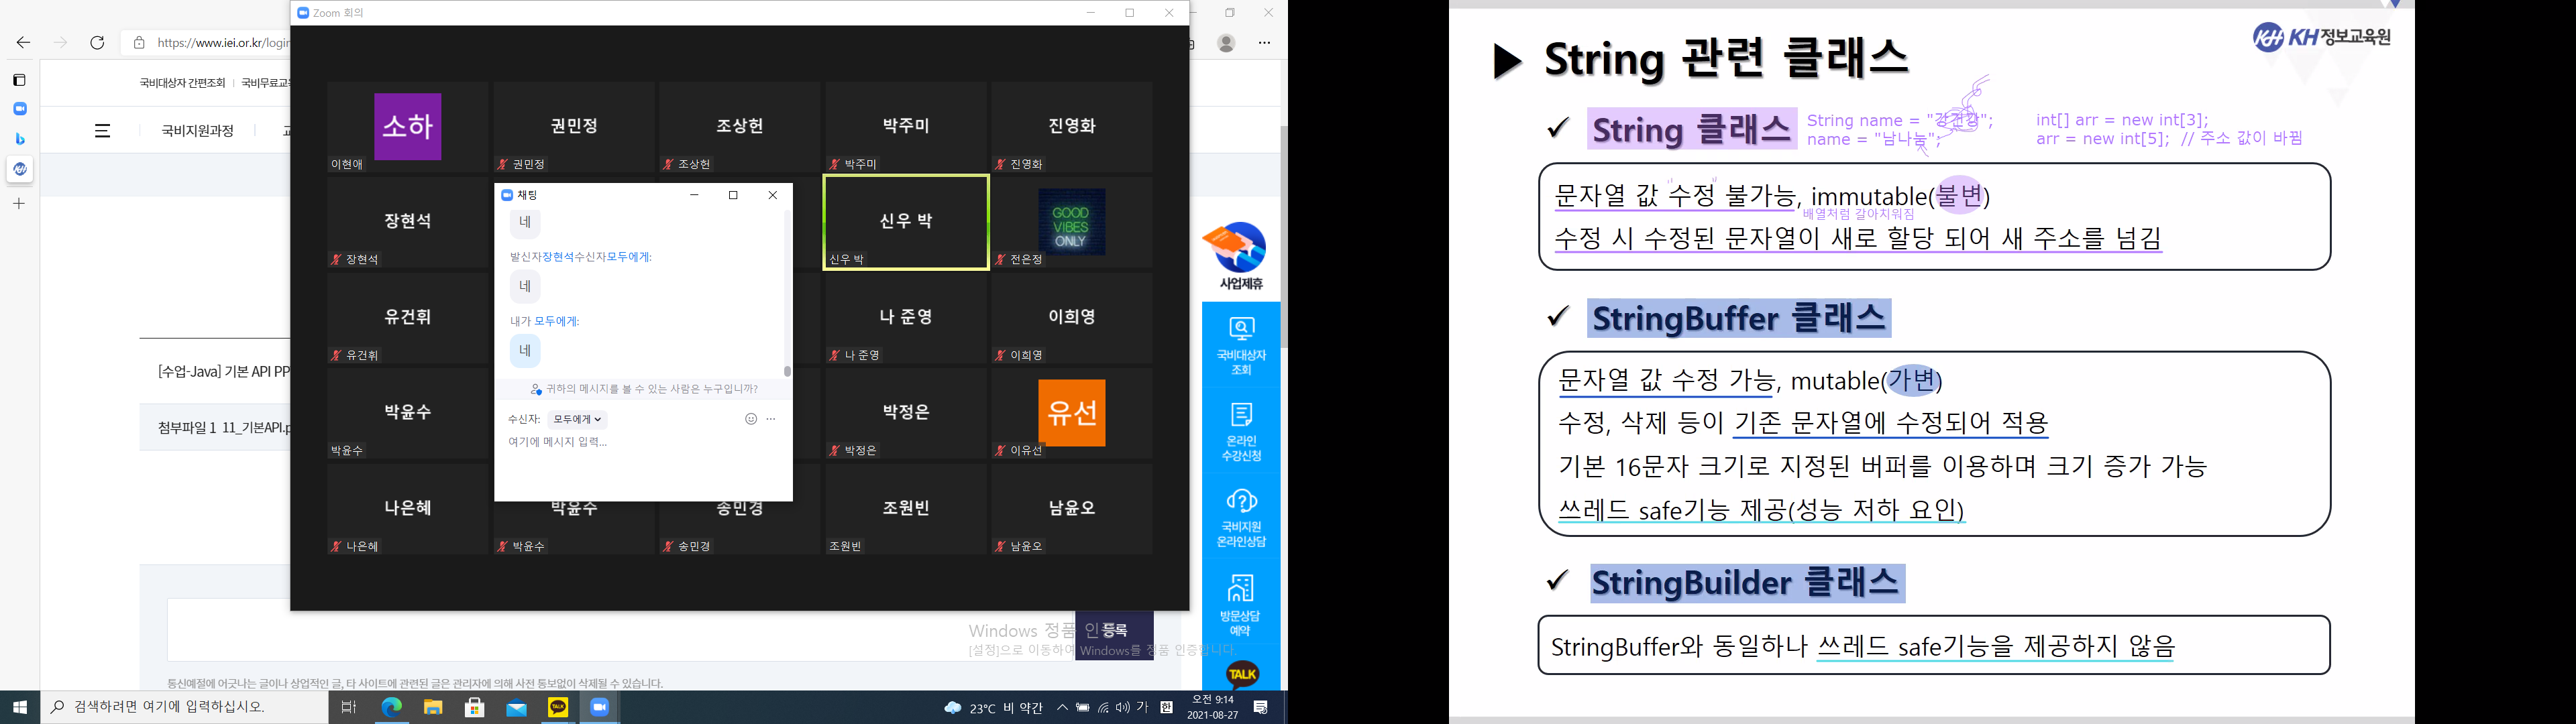 Zoom 회의
https://www.iei.or.kr/login
국비대상자 간편조회 | 국비무료교육
국비지원과정
[수업-Java] 기본 API PP
첨부파일 1 11_기본API.p
등록
통신예절에 어긋나는 글이나 상업적인 글, 타 사이트에 관련된 글은 관리자에 의해 사전 통보없이 삭제될 수 있습니다.
소하
이현애
권민정
권민정
조상헌
조상헌
박주미
박주미
진영화
진영화
장현석
장현석
신우 박
신우 박
GOOD
VIBES
ONLY
전은정
유건휘
유건휘
나 준영
나 준영
이희영
이희영
박윤수
박윤수
박정은
박정은
유선
이유선
나은혜
나은혜
박윤수
박윤수
송민경
송민경
조원빈
조원빈
남윤오
남윤오
채팅
네
발신자장현석수신자모두에게:
네
내가 모두에게:
네
귀하의 메시지를 볼 수 있는 사람은 누구입니까?
수신자: 모두에게
여기에 메시지 입력...
사업제휴
국비대상자
조회
온라인
수강신청
국비지원
온라인상담
방문상담
예약
TALK
Windows 정품 인증
[설정]으로 이동하여 Windows를 정품 인증합니다.
검색하려면 여기에 입력하십시오.
TALK
23°C 비 약간
가
한
오전 9:14
2021-08-27
KH 정보교육원
String 관련 클래스
String 클래스
String name = "강건강";
name = "남나눔";
int[] arr = new int[3];
arr = new int[5]; // 주소 값이 바뀜
문자열 값 "수정" 불가능, immutable(불변)
배열처럼 갈아치워짐
수정 시 수정된 문자열이 새로 할당 되어 새 주소를 넘김
StringBuffer 클래스
문자열 값 수정 가능, mutable(가변)
수정, 삭제 등이 기존 문자열에 수정되어 적용
기본 16문자 크기로 지정된 버퍼를 이용하며 크기 증가 가능
쓰레드 safe기능 제공(성능 저하 요인)
StringBuilder 클래스
StringBuffer와 동일하나 쓰레드 safe기능을 제공하지 않음